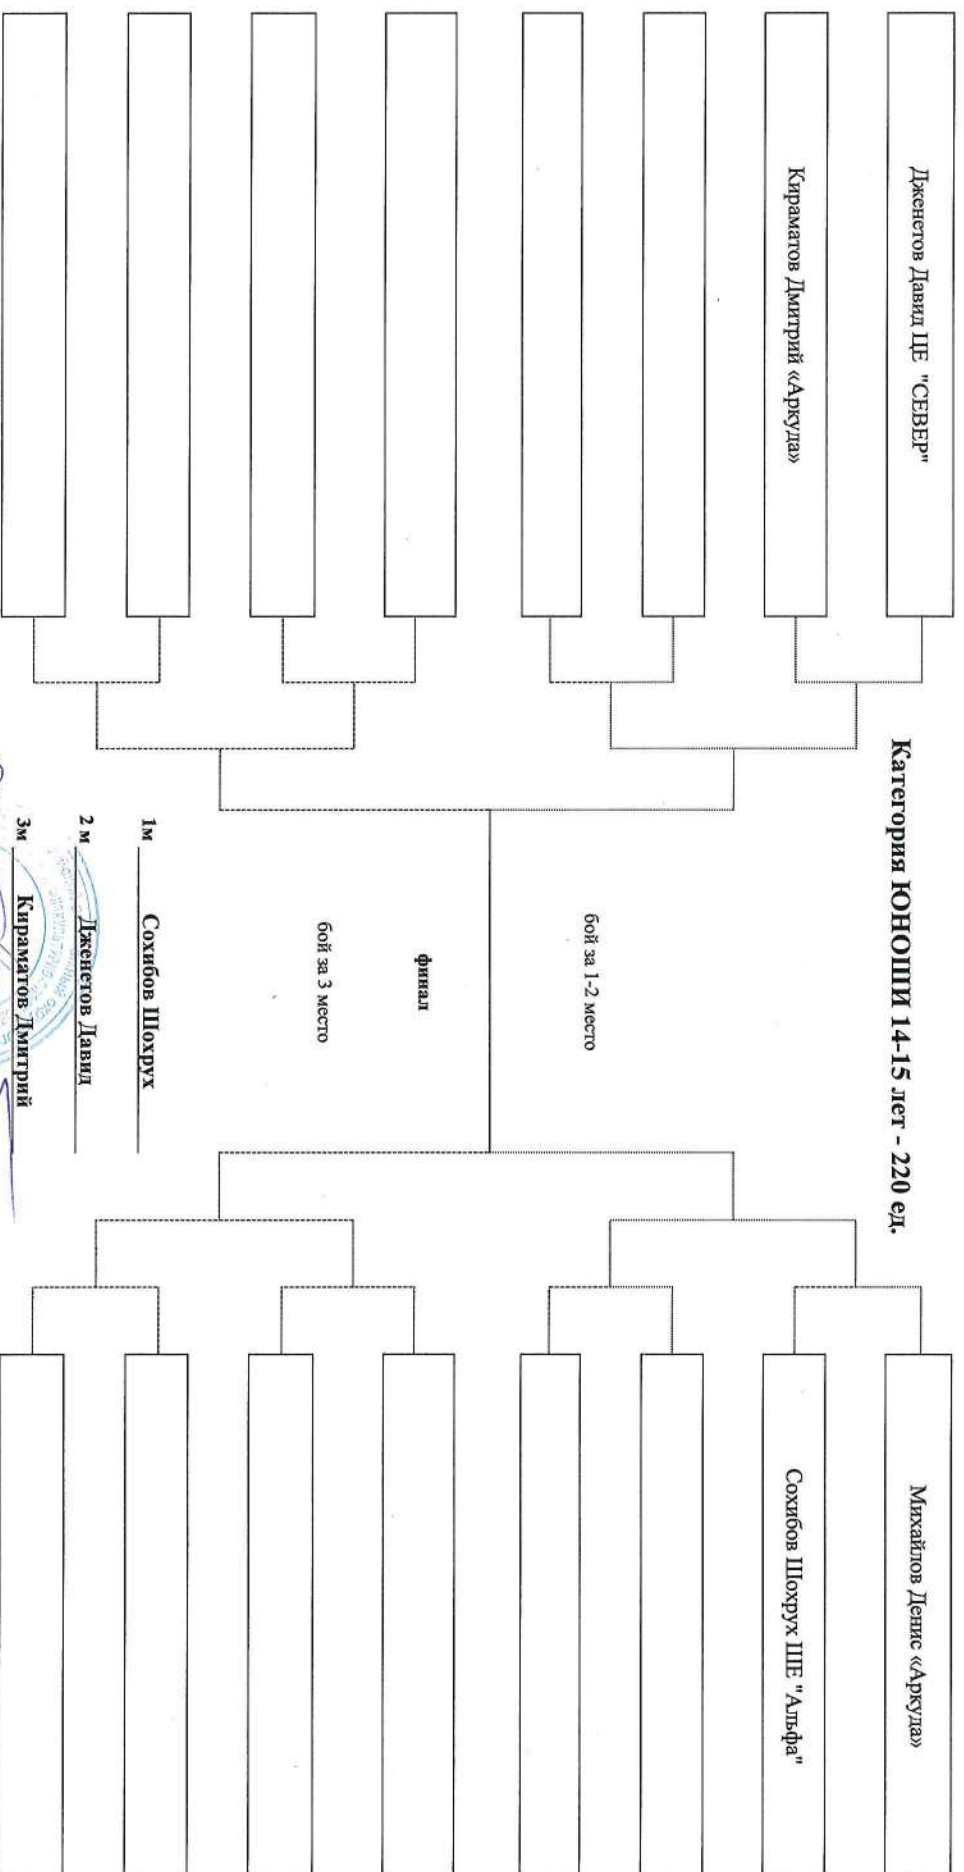 Категория ЮНОШИ 14-15 лет - 220 ед.
Дженетов Давид ЦЕ "СЕВЕР"
Кираматов Дмитрий «Аркуда»
Михайлов Денис «Аркуда»
Сохибов Шохрух ШЕ "Альфа"
бой за 1-2 место
финал
бой за 3 место
1м Сохибов Шохрух
2 м Дженетов Давид
3м Кираматов Дмитрий